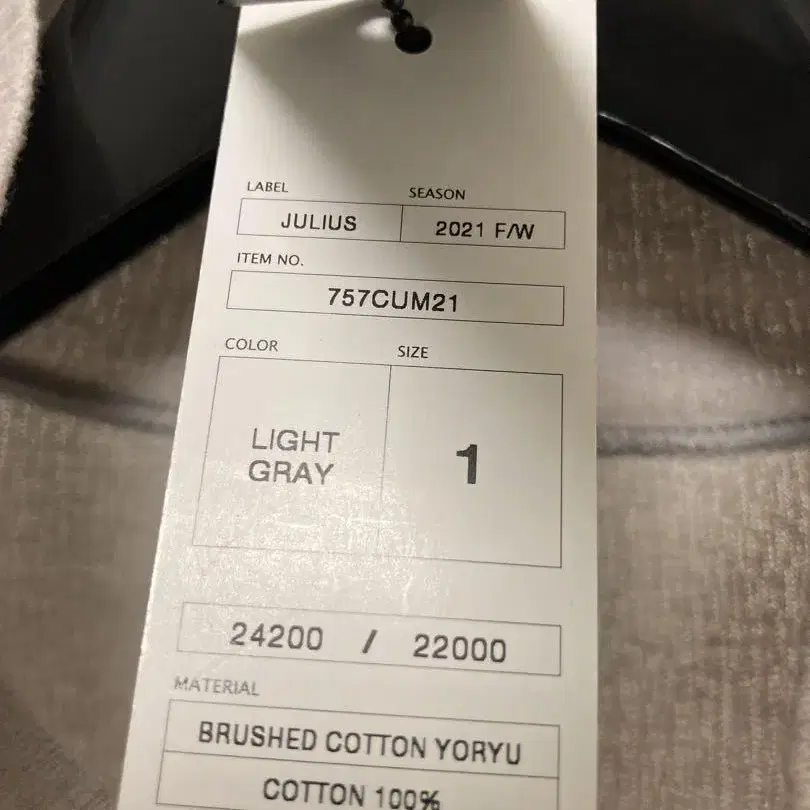 LABEL SEASON
JULIUS 2021 F/W
ITEM NO.
757CUM21
COLOR SIZE
LIGHT
GRAY
1
24200 / 22000
MATERIAL
BRUSHED COTTON YORYU
COTTON 100%